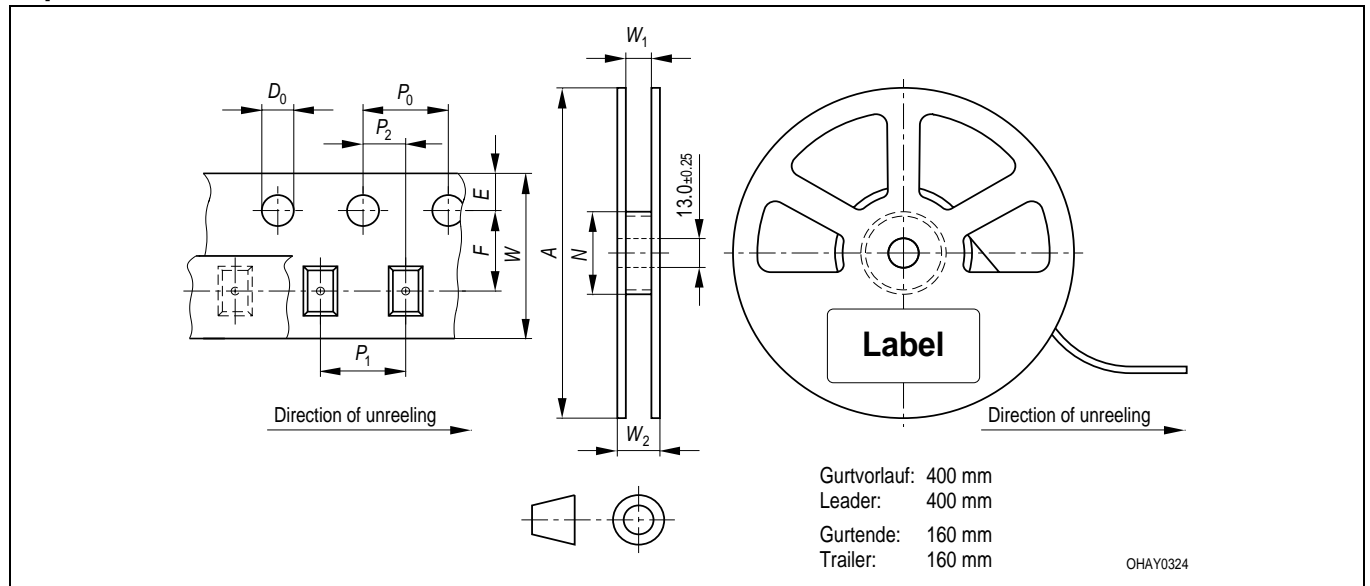 W1
D0
P0
P2
E
F
W
A
N
13.0±0.25
Label
P1
Direction of unreeling
W2
Direction of unreeling
Gurtvorlauf: 400 mm
Leader: 400 mm
Gurtende: 160 mm
Trailer: 160 mm
OHAY0324